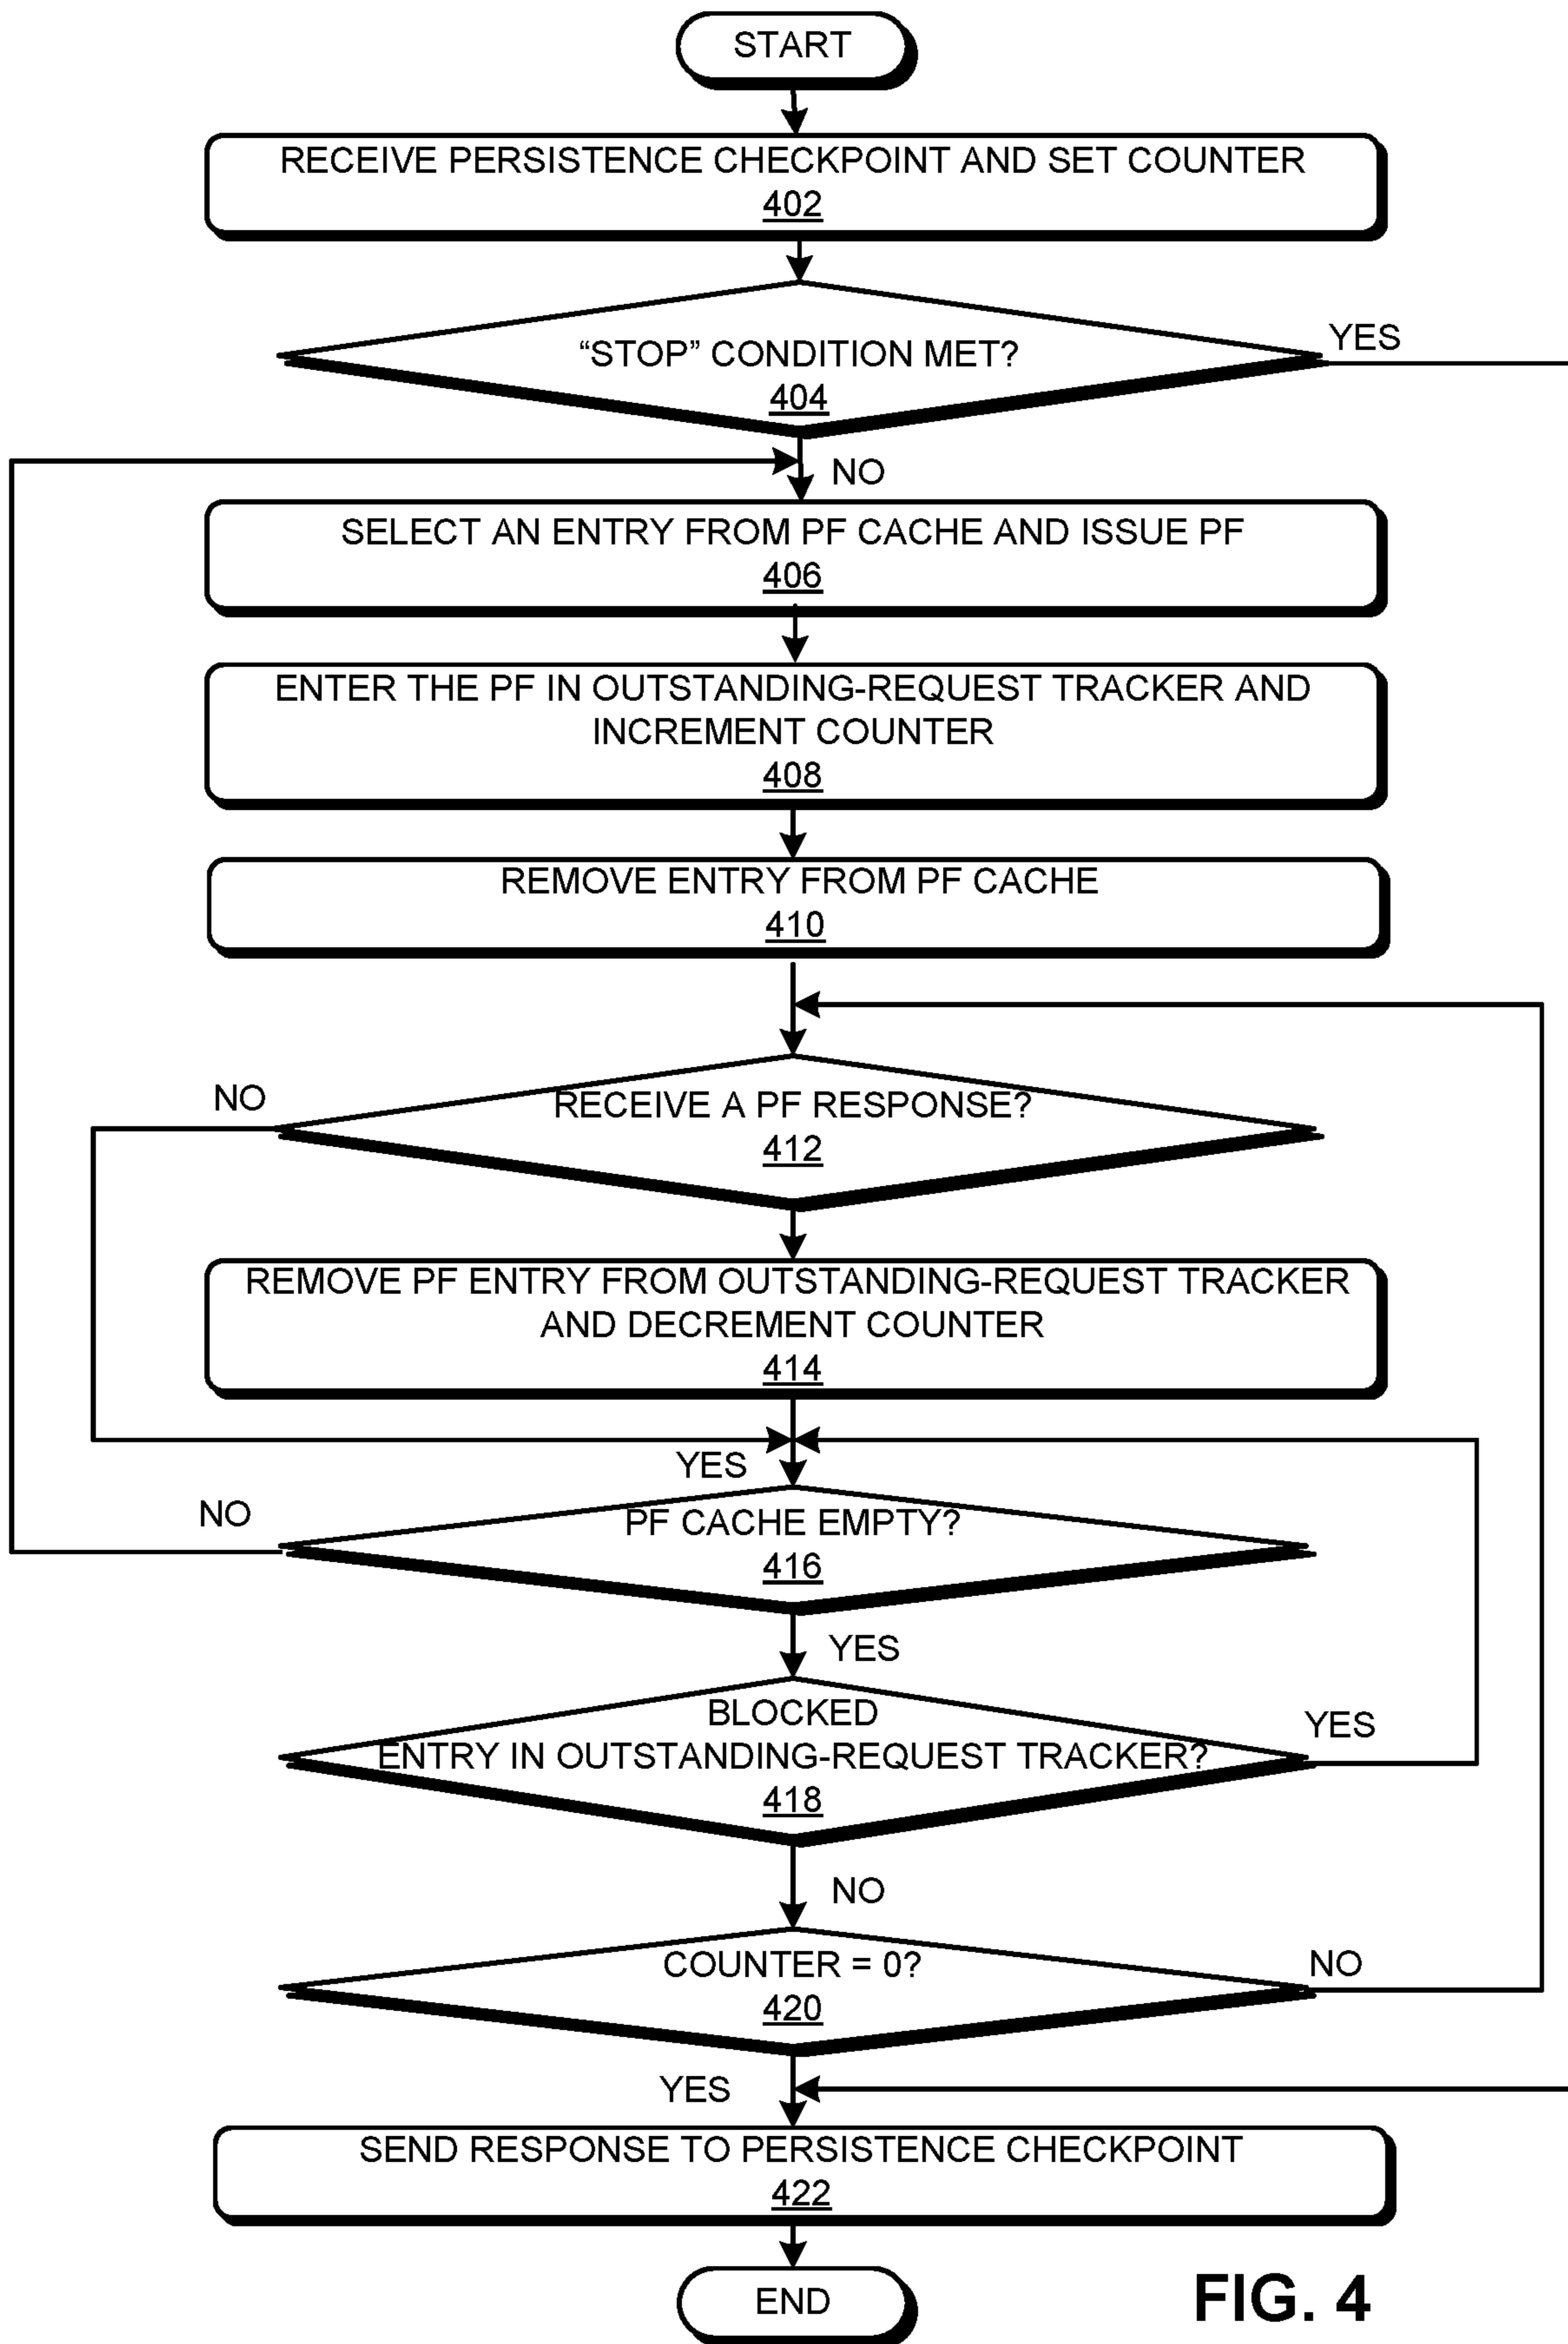 START
RECEIVE PERSISTENCE CHECKPOINT AND SET COUNTER
402
“STOP” CONDITION MET?
404
YES
NO
SELECT AN ENTRY FROM PF CACHE AND ISSUE PF
406
ENTER THE PF IN OUTSTANDING-REQUEST TRACKER AND
INCREMENT COUNTER
408
REMOVE ENTRY FROM PF CACHE
410
NO
RECEIVE A PF RESPONSE?
412
REMOVE PF ENTRY FROM OUTSTANDING-REQUEST TRACKER
AND DECREMENT COUNTER
414
YES
NO
PF CACHE EMPTY?
416
YES
BLOCKED
ENTRY IN OUTSTANDING-REQUEST TRACKER?
418
YES
NO
COUNTER = 0?
420
NO
YES
SEND RESPONSE TO PERSISTENCE CHECKPOINT
422
END
FIG. 4